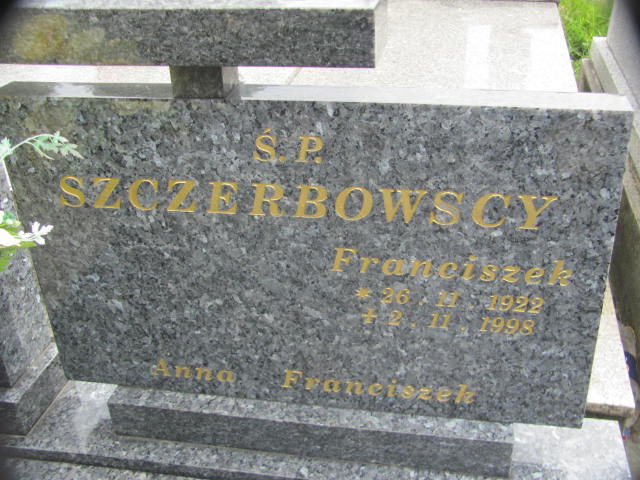 Ś. P.
SZCZERBOWSCY
Franciszek
* 26. 11. 1922
‡ 2. 11. 1998
Anna Franciszek